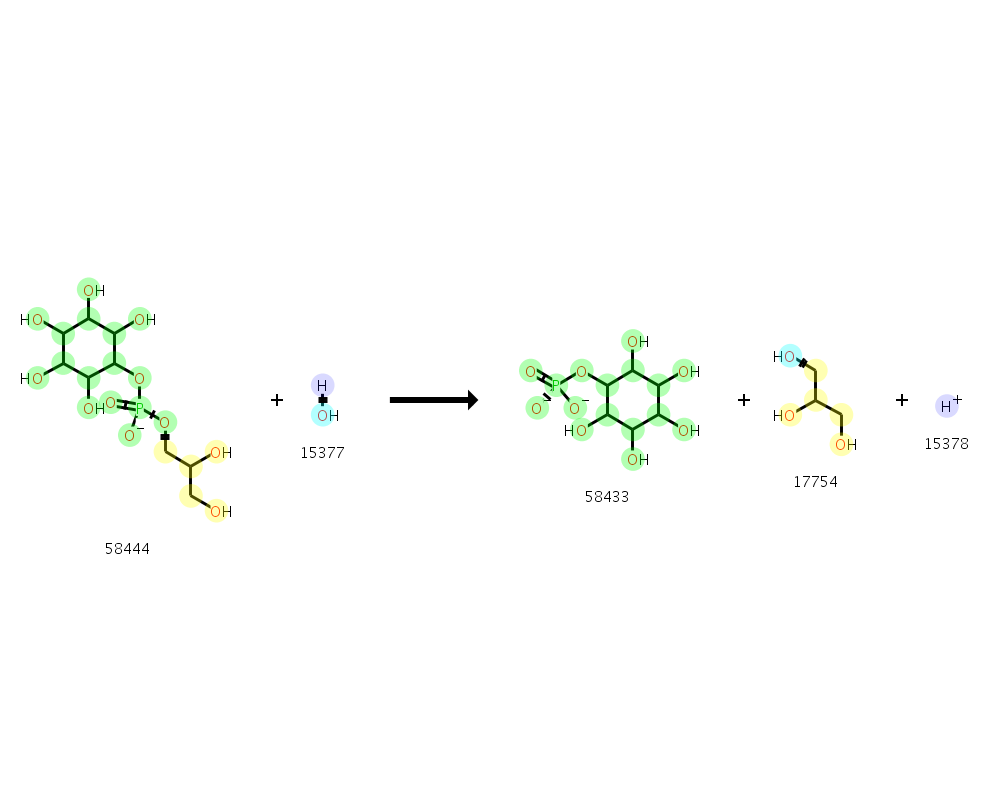 OH
HO OH
HO O
OH O P O
O −
OH
OH
58444
+
H
OH
15377
OH
O O OH
P
O − O −
HO OH
OH
58433
+
HO
HO
OH
17754
+
H+
15378